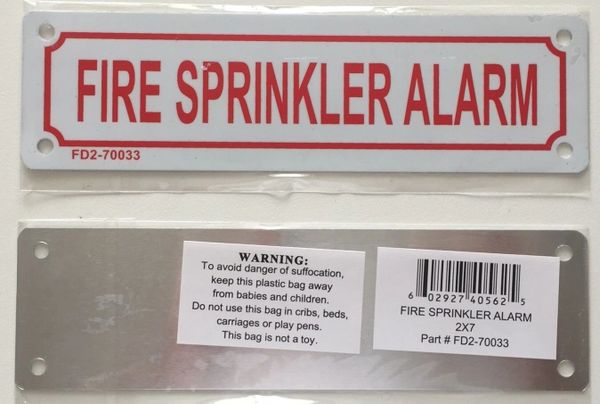 FIRE SPRINKLER ALARM
FD2-70033
WARNING:
To avoid danger of suffocation,
keep this plastic bag away
from babies and children.
Do not use this bag in cribs, beds,
carriages or play pens.
This bag is not a toy.
6 02927 40562 5
FIRE SPRINKLER ALARM
2X7
Part # FD2-70033